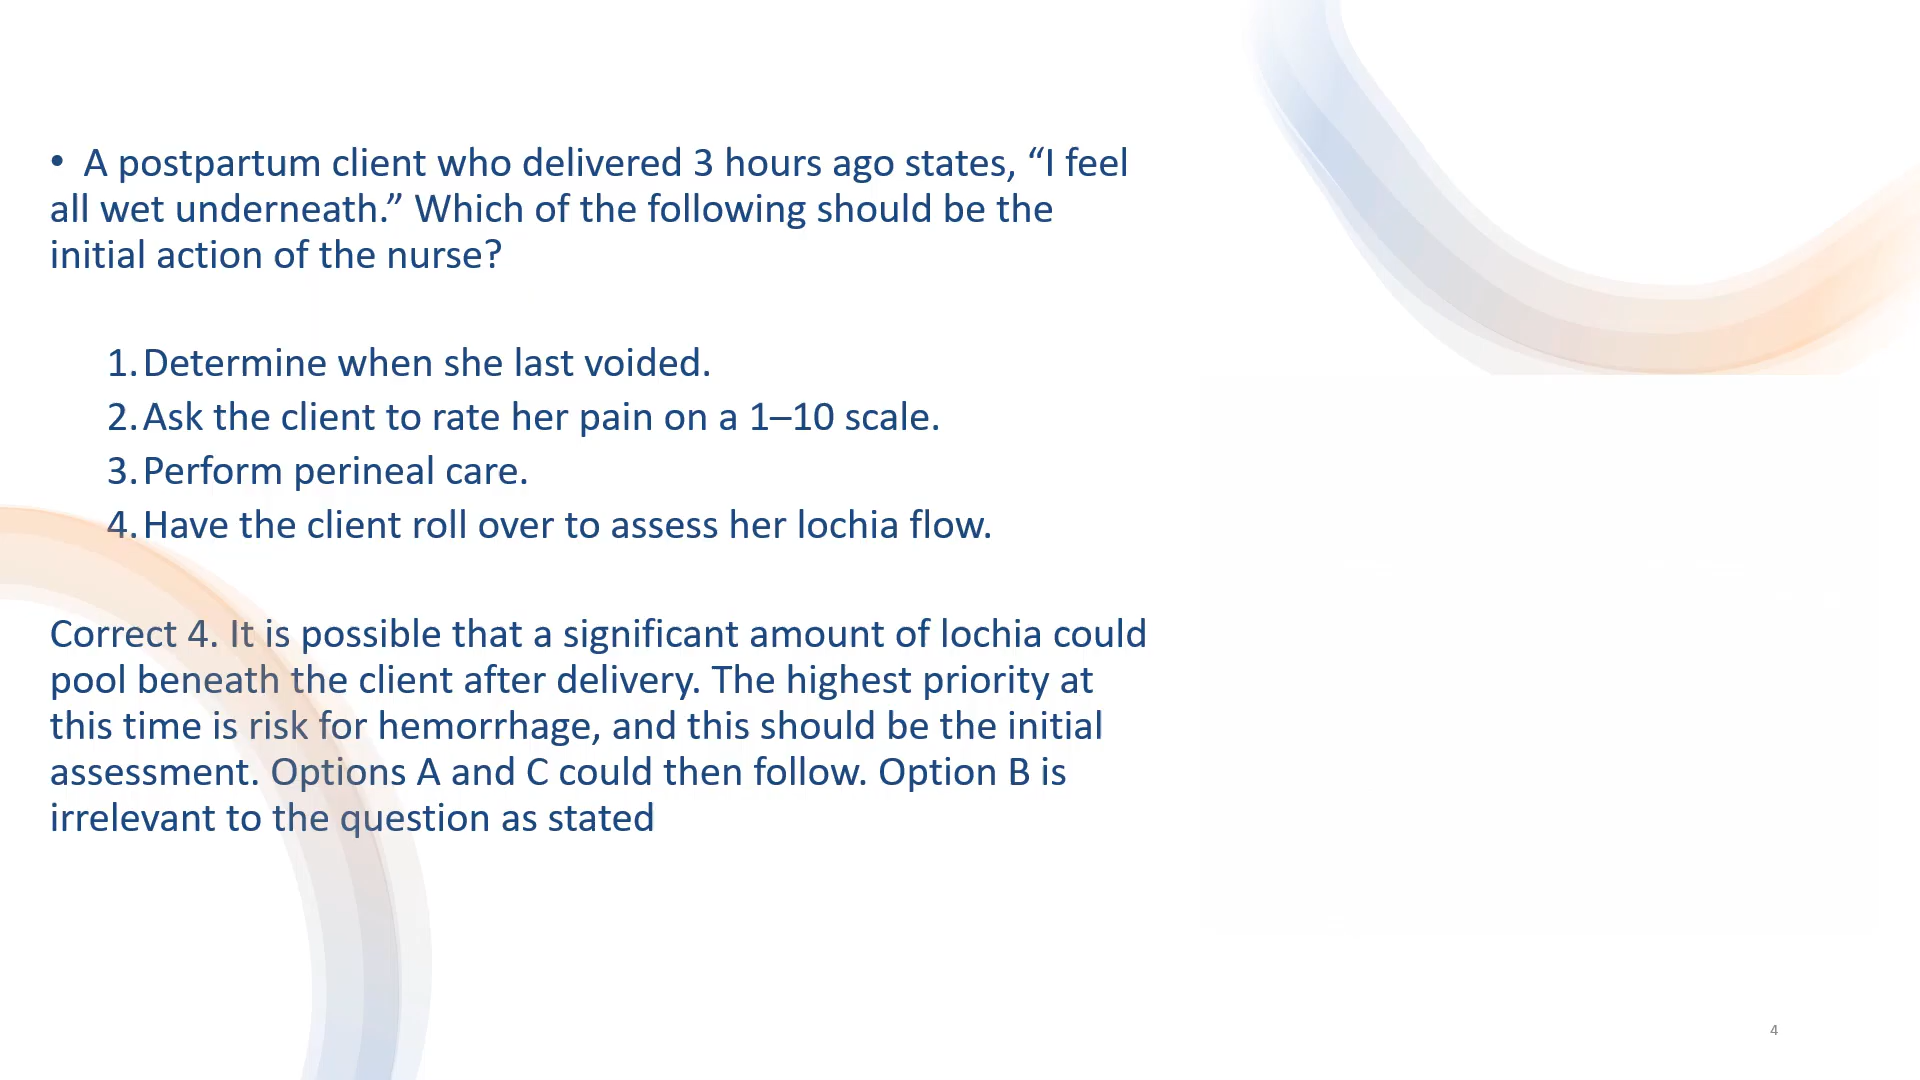 • A postpartum client who delivered 3 hours ago states, “I feel
all wet underneath.” Which of the following should be the
initial action of the nurse?
1. Determine when she last voided.
2. Ask the client to rate her pain on a 1–10 scale.
3. Perform perineal care.
4. Have the client roll over to assess her lochia flow.
Correct 4. It is possible that a significant amount of lochia could
pool beneath the client after delivery. The highest priority at
this time is risk for hemorrhage, and this should be the initial
assessment. Options A and C could then follow. Option B is
irrelevant to the question as stated
4